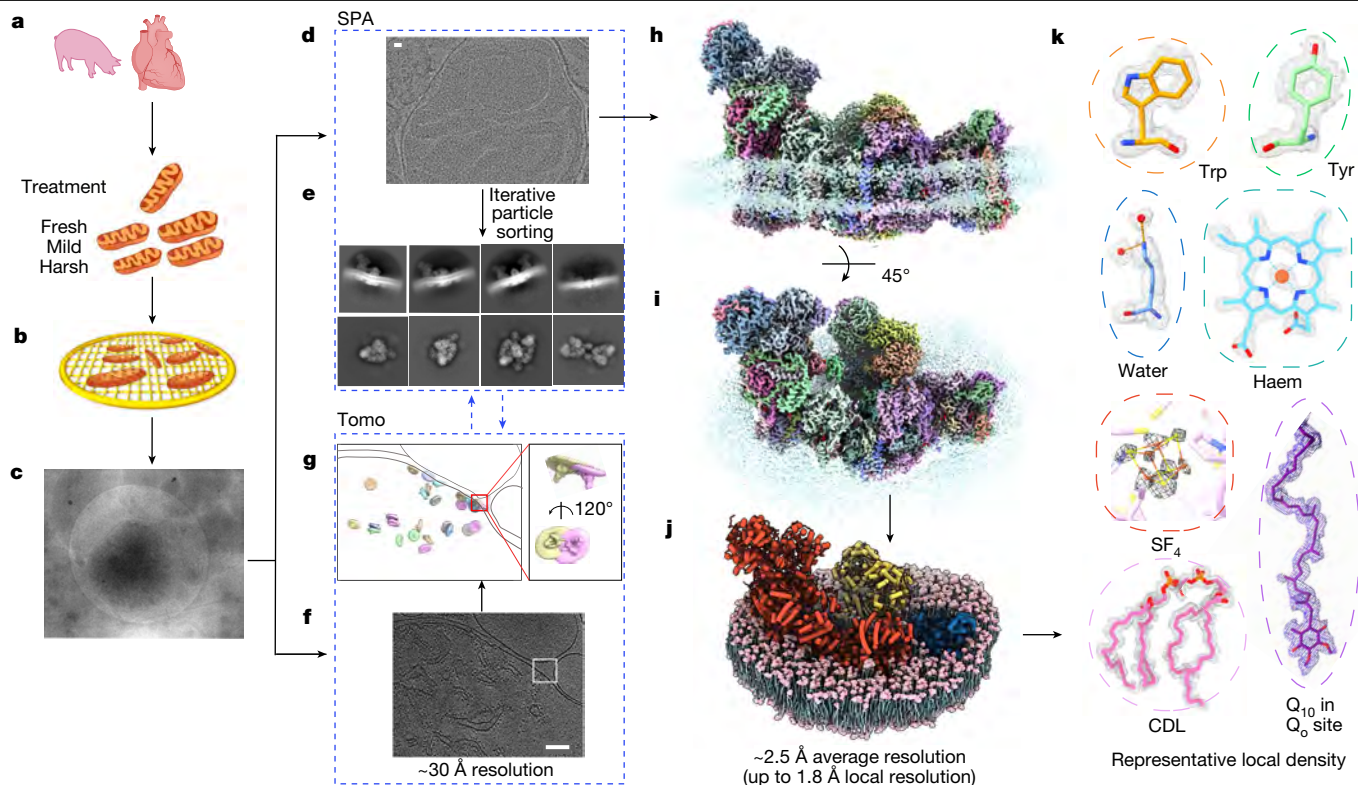 a
Treatment
Fresh
Mild
Harsh
b
c
SPA
d
e
Iterative
particle
sorting
Tomo
g
120°
f
~30 Å resolution
h
45°
i
j
~2.5 Å average resolution
(up to 1.8 Å local resolution)
k
Trp
Tyr
Water
Haem
SF4
CDL
Q10 in
Qo site
Representative local density